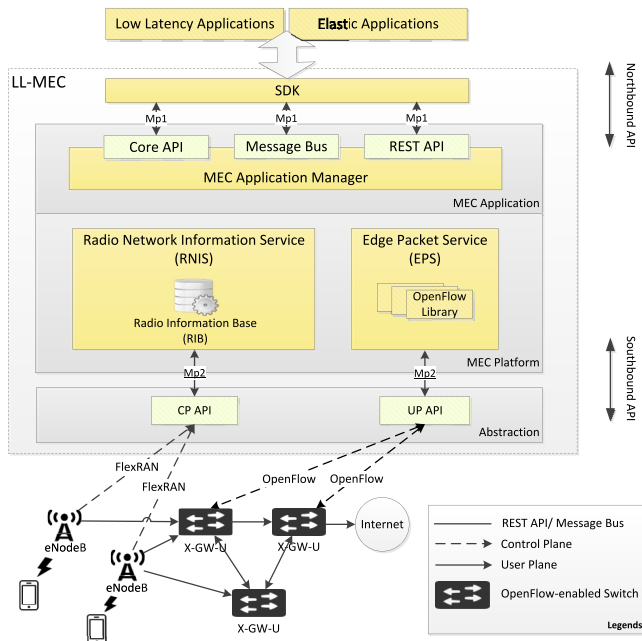 Low Latency Applications
Elastic Applications
LL-MEC
SDK
Northbound API
Mp1
Mp1
Mp1
Core API
Message Bus
REST API
MEC Application Manager
MEC Application
Radio Network Information Service
(RNIS)
Edge Packet Service
(EPS)
OpenFlow
Library
Radio Information Base
(RIB)
Mp2
Mp2
MEC Platform
Southbound API
CP API
UP API
Abstraction
FlexRAN
FlexRAN
OpenFlow
OpenFlow
eNodeB
X-GW-U
X-GW-U
Internet
eNodeB
X-GW-U
REST API/ Message Bus
Control Plane
User Plane
OpenFlow-enabled Switch
Legends